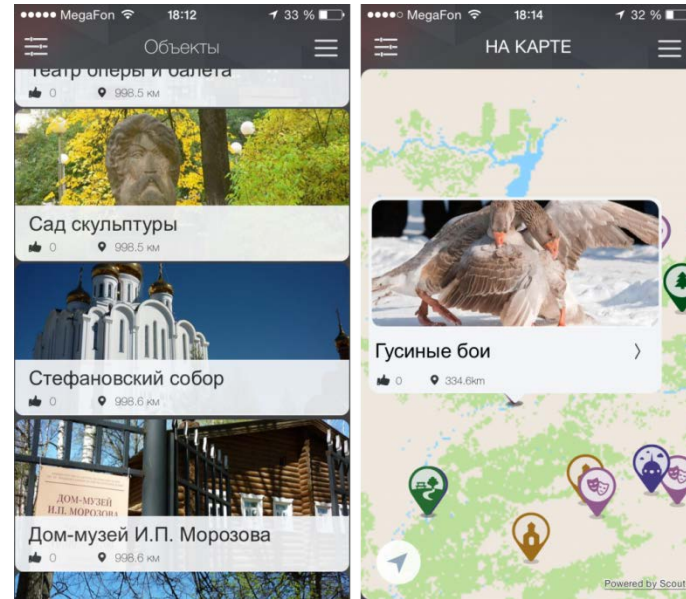 MegaFon 18:12 33 %
Объекты
Театр оперы и балета
0 998.5 км
Сад скульптуры
0 998.5 км
Стефановский собор
0 998.6 км
ДОМ-МУЗЕЙ
И.П. МОРОЗОВА
Дом-музей И.П. Морозова
0 998.6 км
MegaFon 18:14 32 %
НА КАРТЕ
Гусиные бои
0 334.6km
Powered by Scout